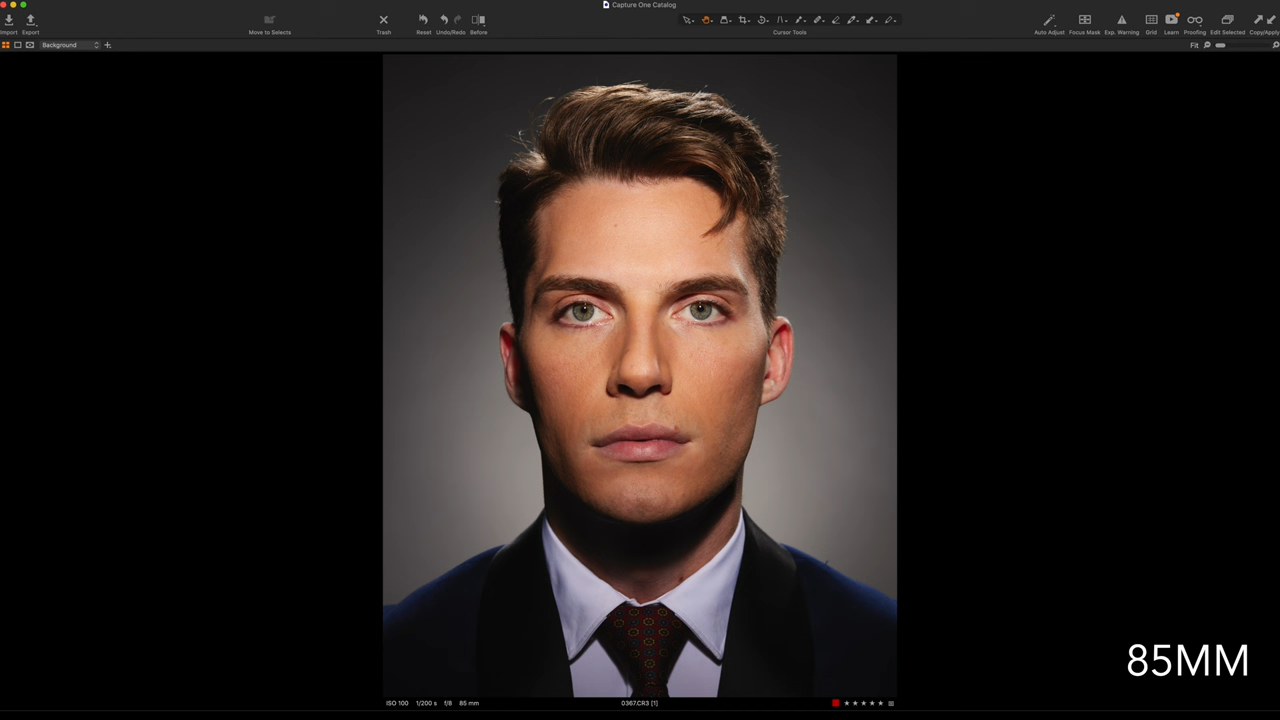 Capture One Catalog
Import Export Move to Selects Trash Reset Undo/Redo Before Cursor Tools Auto Adjust Focus Mask Exp. Warning Grid Learn Proofing Edit Selected Copy/Apply
Background Fit
85MM
ISO 100 1/200 s f/8 85 mm 0367.CR3 [1]